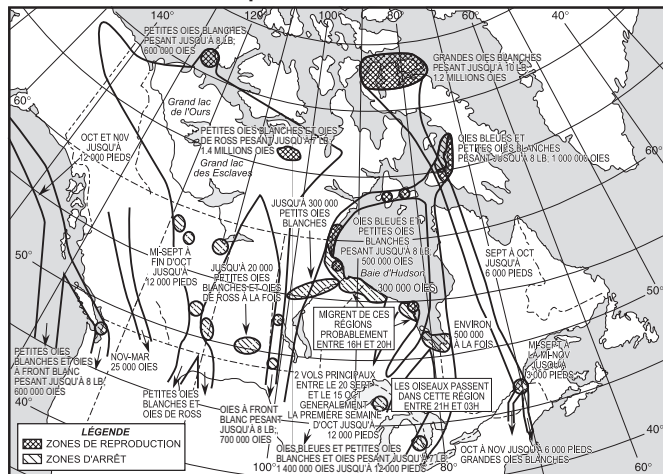 140°
120°
100°
80°
60°
PETITES OIES BLANCHES
PESANT JUSQU'À 8 LB;
600 000 OIES
GRANDES OIES BLANCHES
PESANT JUSQU'À 10 LB
1.2 MILLIONS OIES
60°
Grand lac
de l'Ours
OCT ET NOV
JUSQU'À
12 000 PIEDS
PETITES OIES BLANCHES ET OIES
DE ROSS PESANT JUSQU'À 7 LB;
1.4 MILLIONS OIES
Grand lac
des Esclaves
OIES BLEUES ET
PETITES OIES BLANCHES
PESANT JUSQU'À 8 LB: 1 000 000 OIES
60°
JUSQU'À 300 000
PETITS OIES
BLANCHES
OIES BLEUES ET
PETITES OIES
BLANCHES
PESANT JUSQU'À 8 LB;
500 000 OIES
Baie d'Hudson
300 000 OIES
50°
MI-SEPT À
FIN D'OCT
JUSQU'À
12 000 PIEDS
JUSQU'À 20 000
PETITES OIES
BLANCHES ET OIES
DE ROSS À LA FOIS
SEPT À OCT
JUSQU'À
6 000 PIEDS
50°
MIGRENT DE CES
RÉGIONS
PROBABLEMENT
ENTRE 16H ET 20H
ENVIRON
500 000
À LA FOIS
MI-SEPT À
LA MI-NOV
JUSQU'À
3 000 PIEDS
PETITES OIES
BLANCHES ET OIES
À FRONT BLANC
PESANT JUSQU'À 8 LB;
600 000 OIES
NOV-MAR
25 000 OIES
PETITES OIES
BLANCHES ET
OIES DE ROSS
2 VOLS PRINCIPAUX
ENTRE LE 20 SEPT
ET LE 15 OCT
GÉNÉRALEMENT
LA PREMIÈRE SEMAINE
D'OCT JUSQU'À
12 000 PIEDS
LES OISEAUX PASSENT
DANS CETTE RÉGION
ENTRE 21H ET 03H
40°
40°
OIES À FRONT
BLANC PESANT
JUSQU'À 8 LB;
700 000 OIES
OIES BLEUES ET PETITES OIES
BLANCHES ET OIES PESANT JUSQU'À 7 LB;
1 400 000 OIES JUSQU'À 12 000 PIEDS
OCT À NOV JUSQU'À 6 000 PIEDS
GRANDES OIES BLANCHES
LÉGENDE
ZONES DE REPRODUCTION
ZONES D'ARRÊT
100°
90°
80°
70°
60°